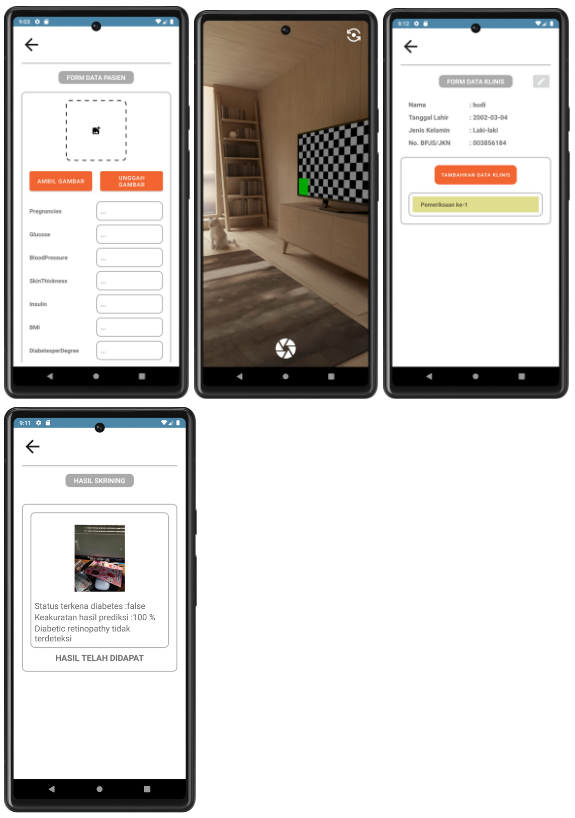 9:03
FORM DATA PASIEN
AMBIL GAMBAR
UNGGAH
GAMBAR
Pregnancies
...
Glucose
...
BloodPressure
...
SkinThickness
...
Insulin
...
BMI
...
DiabetesperDegree
...
9:12
FORM DATA KLINIS
Nama : budi
Tanggal Lahir : 2002-03-04
Jenis Kelamin : Laki-laki
No. BPJS/JKN : 003856184
TAMBAHKAN DATA KLINIS
Pemeriksaan ke-1
9:11
HASIL SKRINING
Status terkena diabetes :false
Keakuratan hasil prediksi :100 %
Diabetic retinopathy tidak
terdeteksi
HASIL TELAH DIDAPAT